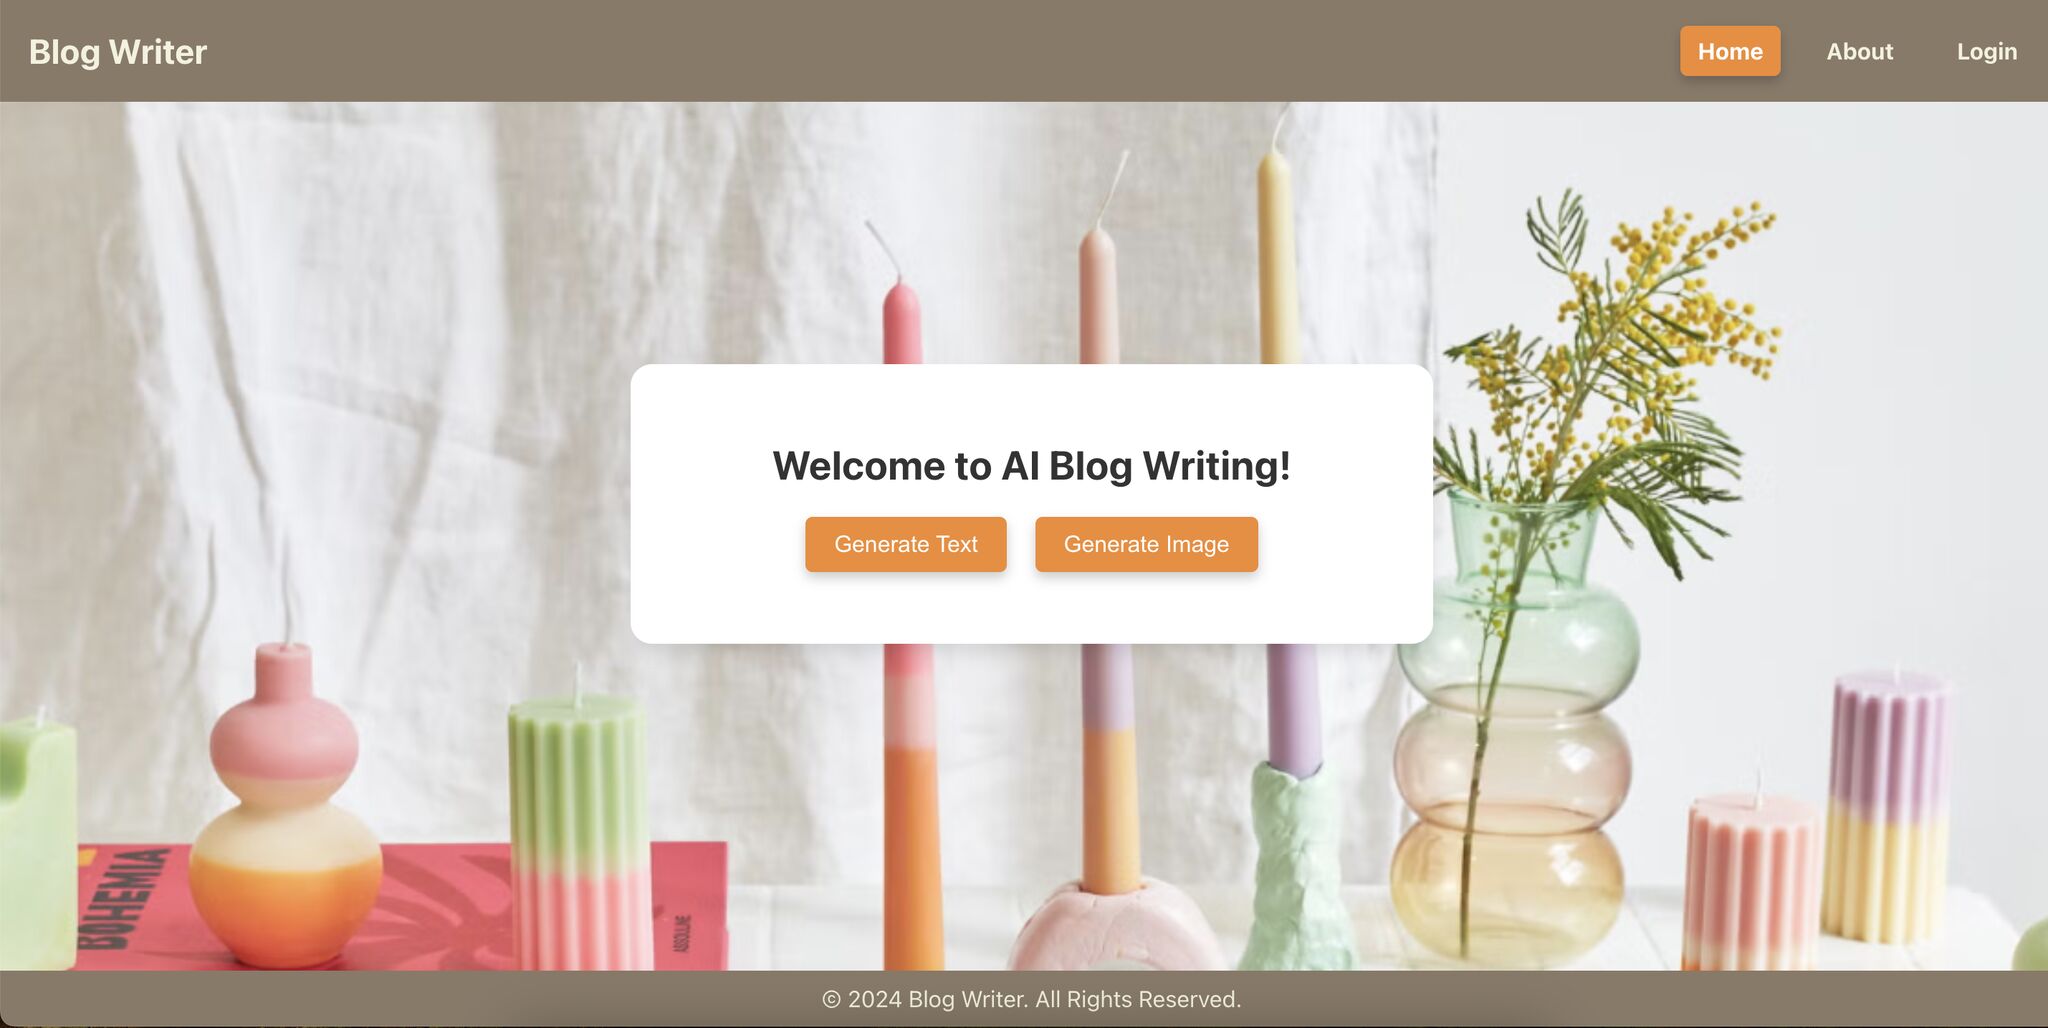 Blog Writer
Home
About
Login
Welcome to AI Blog Writing!
Generate Text
Generate Image
BOHEMIA
ASSOULINE
© 2024 Blog Writer. All Rights Reserved.